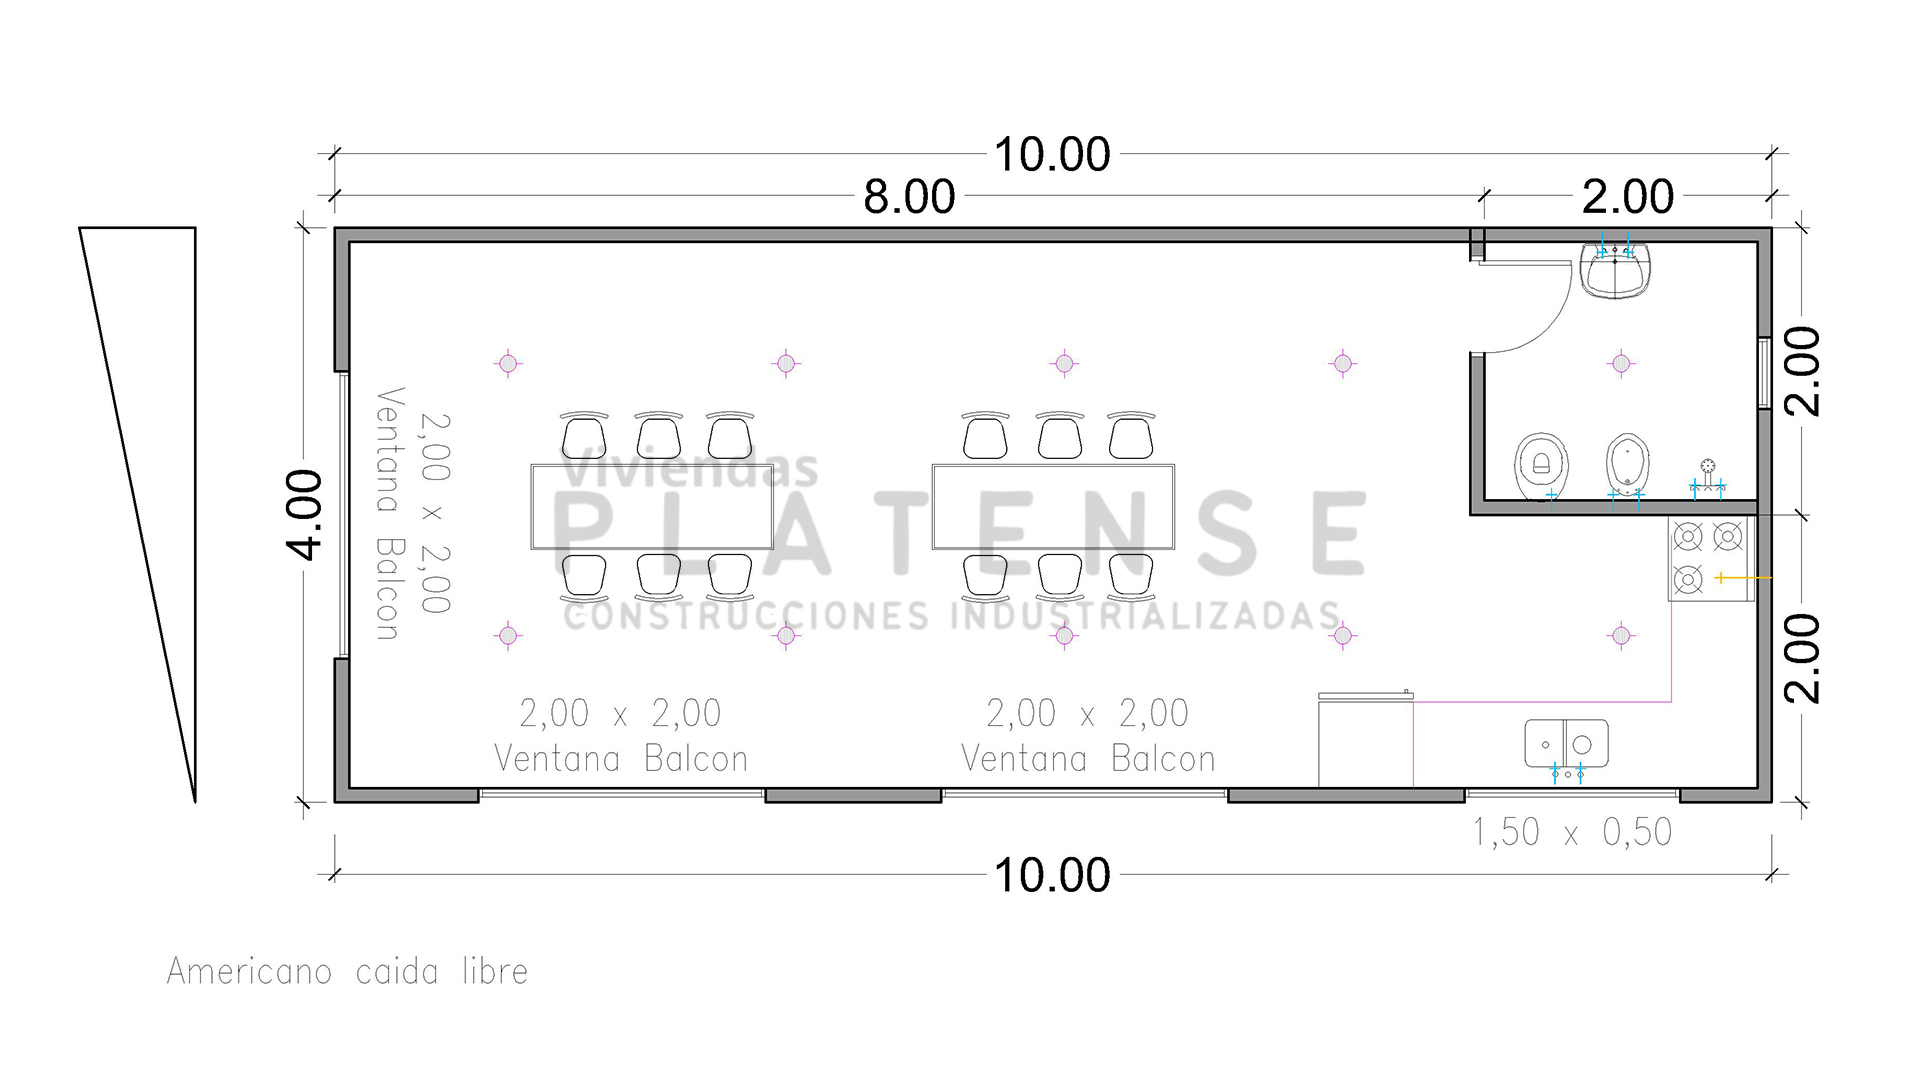 10.00
8.00
2.00
2.00
2.00
4.00
2,00 x 2,00
Ventana Balcon
Viviendas
PLATENSE
CONSTRUCCIONES INDUSTRIALIZADAS
2,00 x 2,00
Ventana Balcon
2,00 x 2,00
Ventana Balcon
1,50 x 0,50
10.00
Americano caida libre